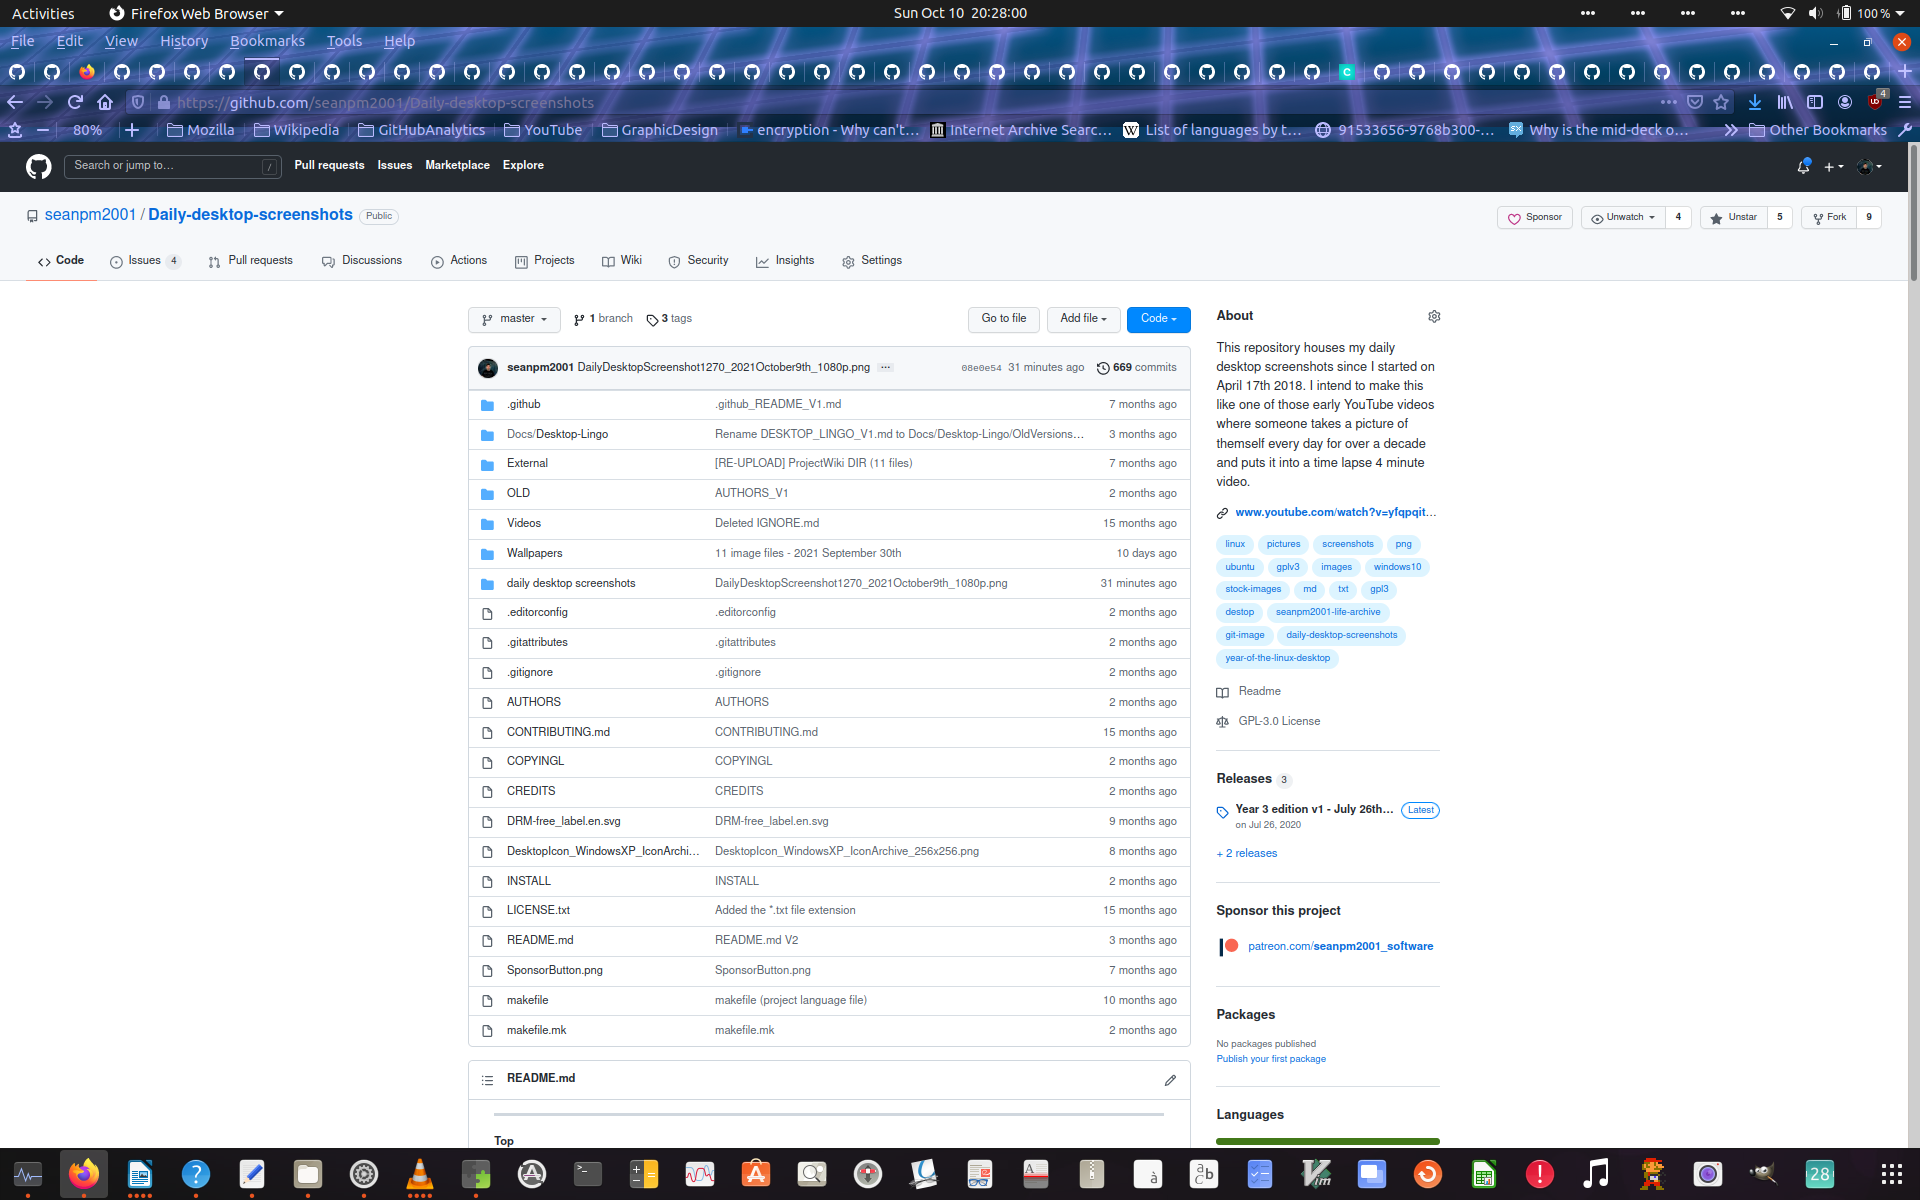 Activities Firefox Web Browser Sun Oct 10 20:28:00 100 %
File Edit View History Bookmarks Tools Help
https://github.com/seanpm2001/Daily-desktop-screenshots 4
80% Mozilla Wikipedia GitHubAnalytics YouTube GraphicDesign encryption - Why can't… Internet Archive Searc… List of languages by t… 91533656-9768b300-… Why is the mid-deck o… Other Bookmarks
Search or jump to… / Pull requests Issues Marketplace Explore
seanpm2001 / Daily-desktop-screenshots Public Sponsor Unwatch 4 Unstar 5 Fork 9
Code Issues 4 Pull requests Discussions Actions Projects Wiki Security Insights Settings
master 1 branch 3 tags Go to file Add file Code
seanpm2001 DailyDesktopScreenshot1270_2021October9th_1080p.png … 08e0e54 31 minutes ago 669 commits
.github .github_README_V1.md 7 months ago
Docs/Desktop-Lingo Rename DESKTOP_LINGO_V1.md to Docs/Desktop-Lingo/OldVersions… 3 months ago
External [RE-UPLOAD] ProjectWiki DIR (11 files) 7 months ago
OLD AUTHORS_V1 2 months ago
Videos Deleted IGNORE.md 15 months ago
Wallpapers 11 image files - 2021 September 30th 10 days ago
daily desktop screenshots DailyDesktopScreenshot1270_2021October9th_1080p.png 31 minutes ago
.editorconfig .editorconfig 2 months ago
.gitattributes .gitattributes 2 months ago
.gitignore .gitignore 2 months ago
AUTHORS AUTHORS 2 months ago
CONTRIBUTING.md CONTRIBUTING.md 15 months ago
COPYINGL COPYINGL 2 months ago
CREDITS CREDITS 2 months ago
DRM-free_label.en.svg DRM-free_label.en.svg 9 months ago
DesktopIcon_WindowsXP_IconArchi… DesktopIcon_WindowsXP_IconArchive_256x256.png 8 months ago
INSTALL INSTALL 2 months ago
LICENSE.txt Added the *.txt file extension 15 months ago
README.md README.md V2 3 months ago
SponsorButton.png SponsorButton.png 7 months ago
makefile makefile (project language file) 10 months ago
makefile.mk makefile.mk 2 months ago
README.md
Top
About
This repository houses my daily
desktop screenshots since I started on
April 17th 2018. I intend to make this
like one of those early YouTube videos
where someone takes a picture of
themself every day for over a decade
and puts it into a time lapse 4 minute
video.
www.youtube.com/watch?v=yfqpqit…
linux pictures screenshots png
ubuntu gplv3 images windows10
stock-images md txt gpl3
destop seanpm2001-life-archive
git-image daily-desktop-screenshots
year-of-the-linux-desktop
Readme
GPL-3.0 License
Releases 3
Year 3 edition v1 - July 26th… Latest
on Jul 26, 2020
+ 2 releases
Sponsor this project
patreon.com/seanpm2001_software
Packages
No packages published
Publish your first package
Languages
28